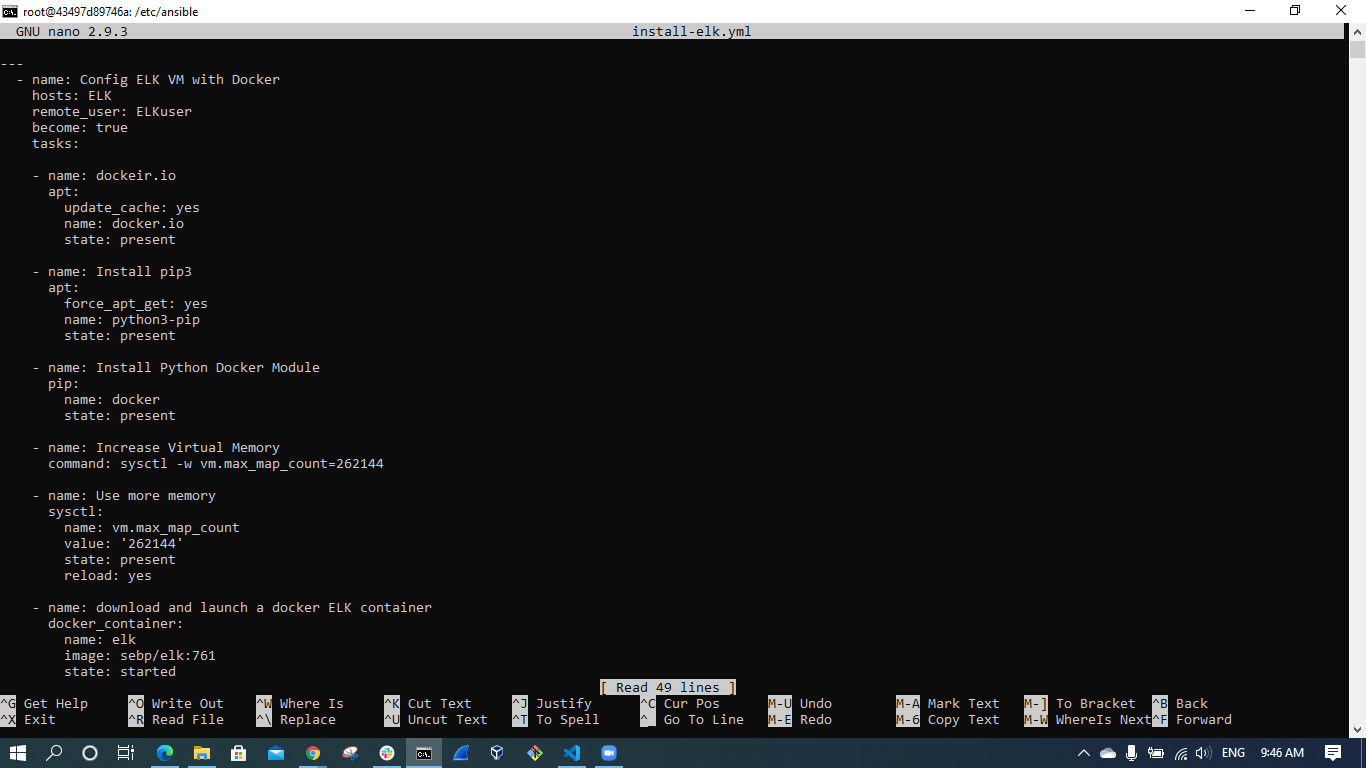 root@43497d89746a: /etc/ansible
GNU nano 2.9.3 install-elk.yml
---
- name: Config ELK VM with Docker
hosts: ELK
remote_user: ELKuser
become: true
tasks:
- name: dockeir.io
apt:
update_cache: yes
name: docker.io
state: present
- name: Install pip3
apt:
force_apt_get: yes
name: python3-pip
state: present
- name: Install Python Docker Module
pip:
name: docker
state: present
- name: Increase Virtual Memory
command: sysctl -w vm.max_map_count=262144
- name: Use more memory
sysctl:
name: vm.max_map_count
value: '262144'
state: present
reload: yes
- name: download and launch a docker ELK container
docker_container:
name: elk
image: sebp/elk:761
state: started
[ Read 49 lines ]
^G Get Help ^O Write Out ^W Where Is ^K Cut Text ^J Justify ^C Cur Pos M-U Undo M-A Mark Text M-] To Bracket ^B Back
^X Exit ^R Read File ^\ Replace ^U Uncut Text ^T To Spell ^_ Go To Line M-E Redo M-6 Copy Text M-W WhereIs Next ^F Forward
ENG 9:46 AM